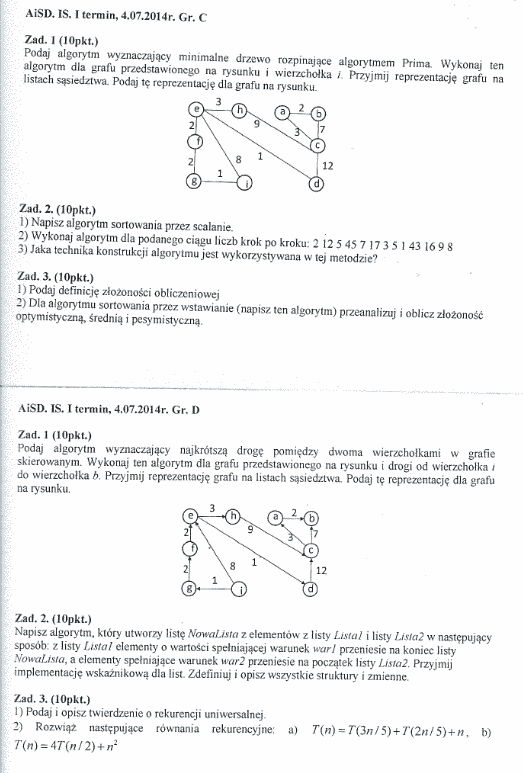 AiSD. IS. I termin, 4.07.2014r. Gr. C
Zad. 1 (10pkt.)
Podaj algorytm wyznaczający minimalne drzewo rozpinające algorytmem Prima. Wykonaj ten
algorytm dla grafu przedstawionego na rysunku i wierzchołka i. Przyjmij reprezentację grafu na
listach sąsiedztwa. Podaj tę reprezentację dla grafu na rysunku.
e 3 h a 2 b
2 9 3 7
f c
2 8 1 12
g 1 i d
Zad. 2. (10pkt.)
1) Napisz algorytm sortowania przez scalanie.
2) Wykonaj algorytm dla podanego ciągu liczb krok po kroku: 2 12 5 45 7 17 3 5 1 43 16 9 8
3) Jaka technika konstrukcji algorytmu jest wykorzystywana w tej metodzie?
Zad. 3. (10pkt.)
1) Podaj definicję złożoności obliczeniowej
2) Dla algorytmu sortowania przez wstawianie (napisz ten algorytm) przeanalizuj i oblicz złożoność
optymistyczną, średnią i pesymistyczną.
AiSD. IS. I termin, 4.07.2014r. Gr. D
Zad. 1 (10pkt.)
Podaj algorytm wyznaczający najkrótszą drogę pomiędzy dwoma wierzchołkami w grafie
skierowanym. Wykonaj ten algorytm dla grafu przedstawionego na rysunku i drogi od wierzchołka i
do wierzchołka b. Przyjmij reprezentację grafu na listach sąsiedztwa. Podaj tę reprezentację dla grafu
na rysunku.
e 3 h a 2 b
2 9 3 7
f c
2 8 1 12
g 1 i d
Zad. 2. (10pkt.)
Napisz algorytm, który utworzy listę NowaLista z elementów z listy Lista1 i listy Lista2 w następujący
sposób: z listy Lista1 elementy o wartości spełniającej warunek war1 przeniesie na koniec listy
NowaLista, a elementy spełniające warunek war2 przeniesie na początek listy Lista2. Przyjmij
implementację wskaźnikową dla list. Zdefiniuj i opisz wszystkie struktury i zmienne.
Zad. 3. (10pkt.)
1) Podaj i opisz twierdzenie o rekurencji uniwersalnej.
2) Rozwiąż następujące równania rekurencyjne: a) T(n) = T(3n/5)+T(2n/5)+n, b)
T(n) = 4T(n/2)+n²